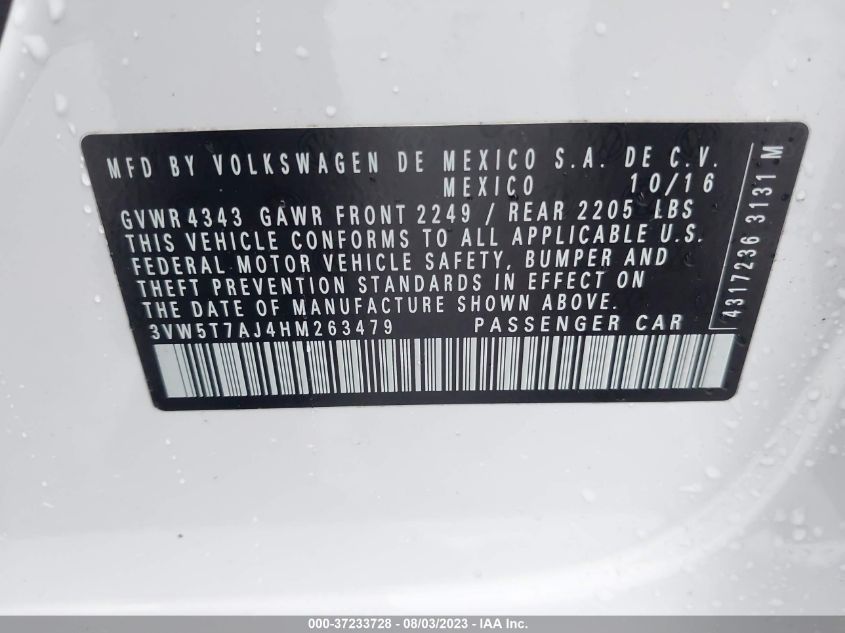 MFD BY VOLKSWAGEN DE MEXICO S.A. DE C.V.
MEXICO 10/16
GVWR4343 GAWR FRONT 2249 / REAR 2205 LBS
THIS VEHICLE CONFORMS TO ALL APPLICABLE U.S.
FEDERAL MOTOR VEHICLE SAFETY, BUMPER AND
THEFT PREVENTION STANDARDS IN EFFECT ON
THE DATE OF MANUFACTURE SHOWN ABOVE.
3VW5T7AJ4HM263479 PASSENGER CAR
4317236 3131 M
000-37233728 - 08/03/2023 - IAA Inc.